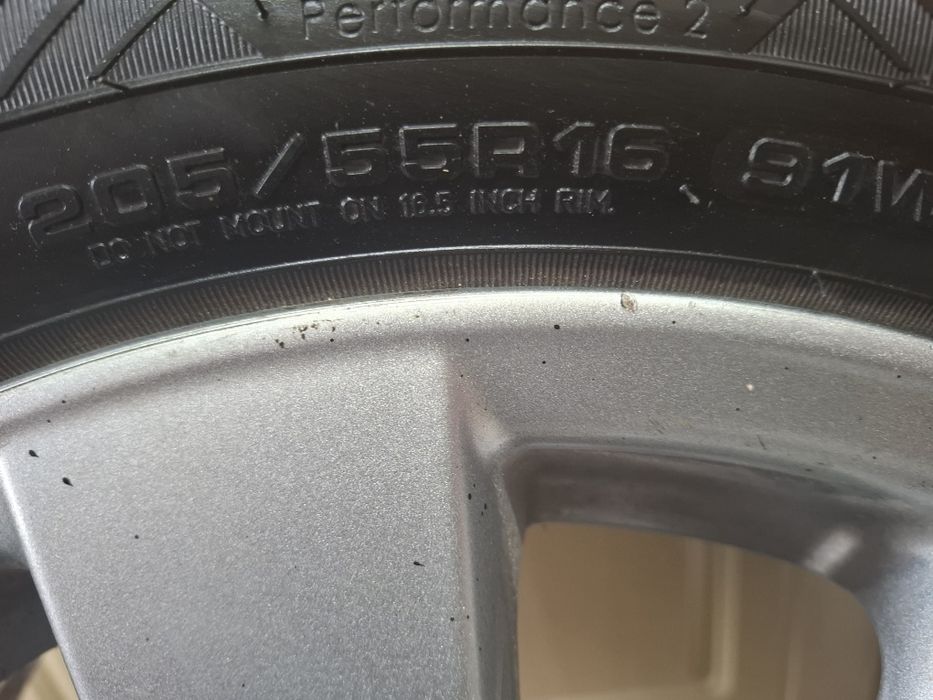 Performance 2
205/55R16 91W
DO NOT MOUNT ON 16.5 INCH RIM.